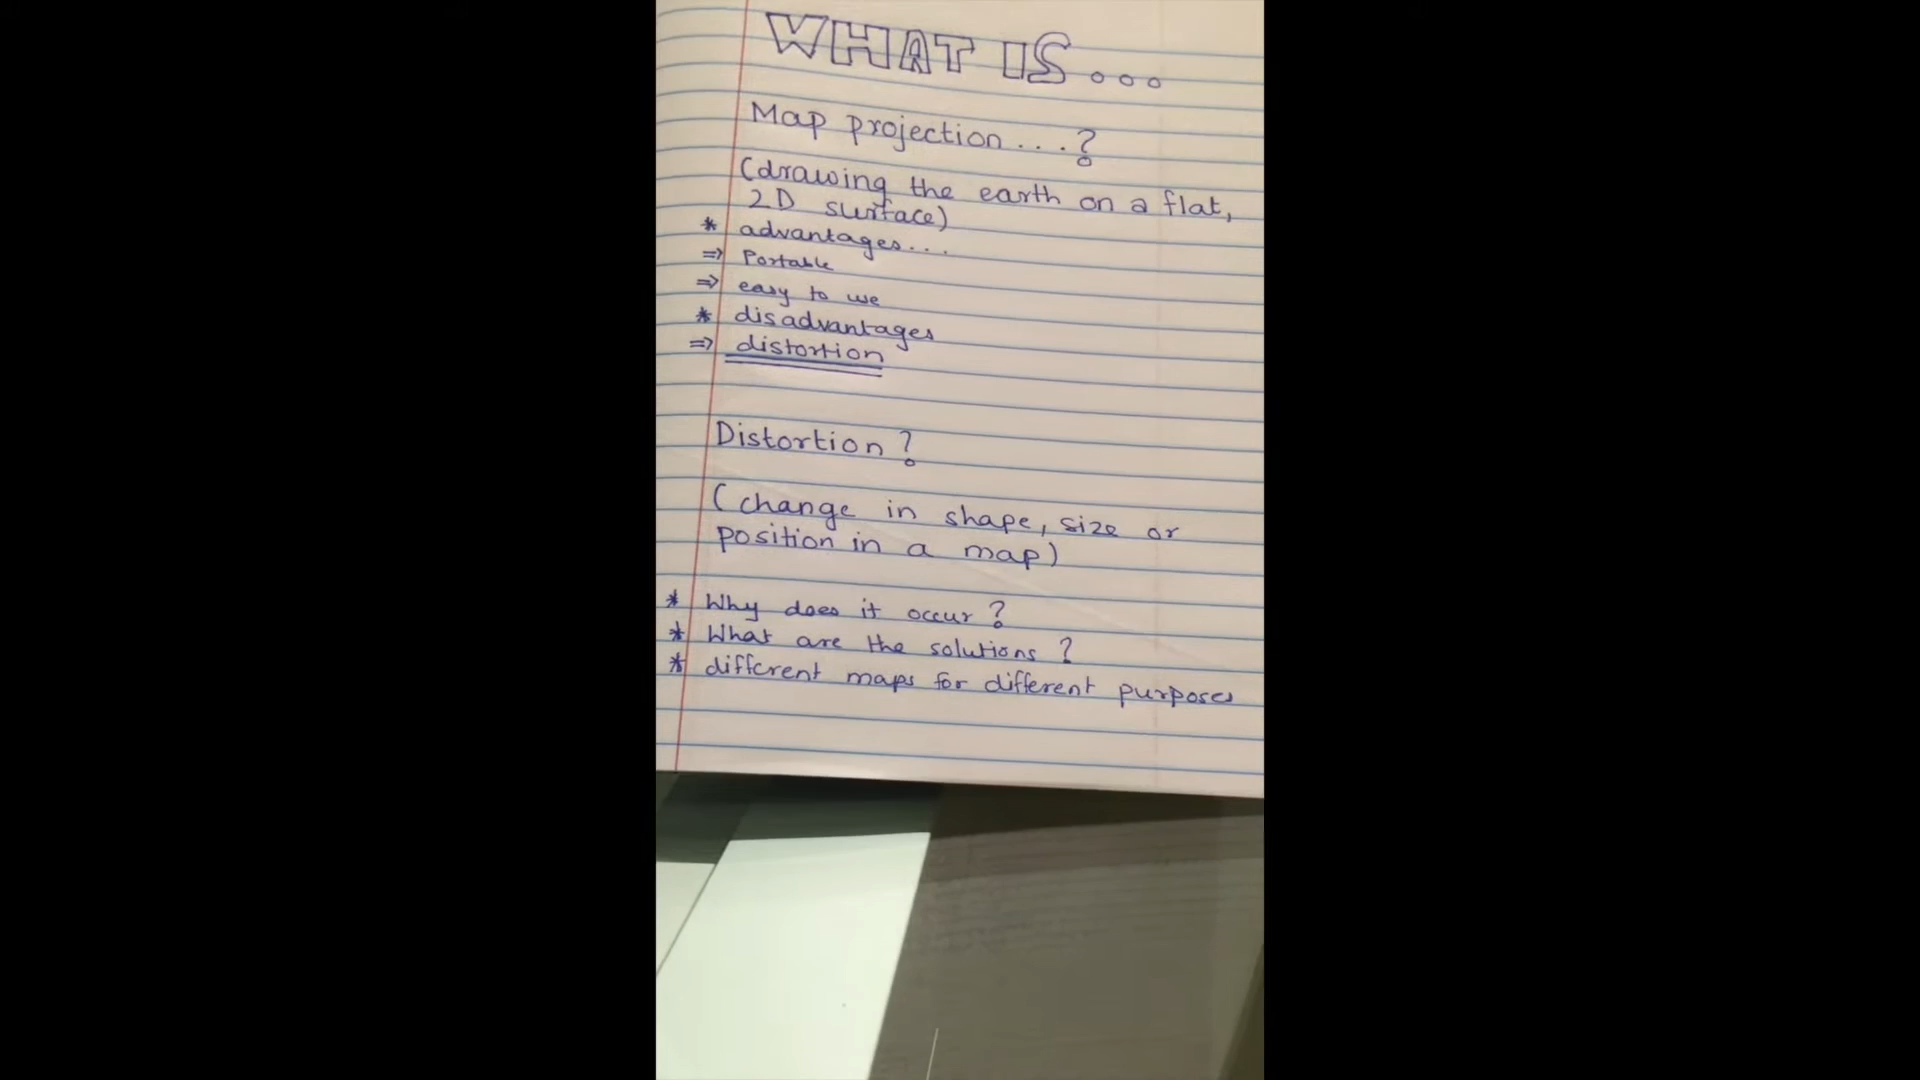 WHAT IS...
Map projection....?
(drawing the earth on a flat,
2D surface)
* advantages...
⇒ Portable
⇒ easy to use
* disadvantages
⇒ distortion
Distortion?
(change in shape, size or
position in a map)
* Why does it occur?
* What are the solutions?
* different maps for different purposes